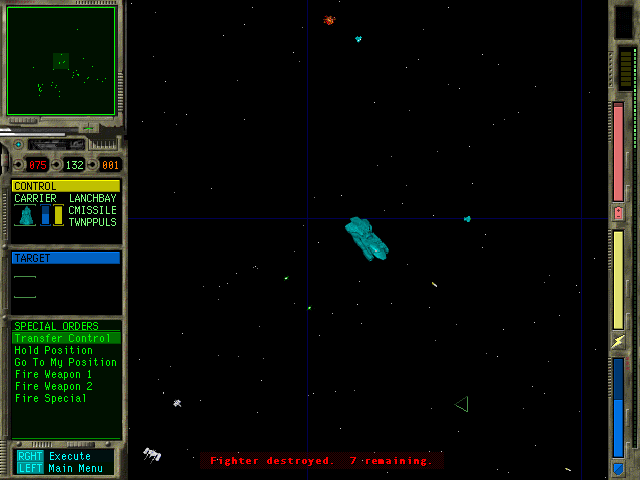 075 132 001
CONTROL
CARRIER LANCHBAY
CMISSILE
TWNPPULS
TARGET
SPECIAL ORDERS
Transfer Control
Hold Position
Go To My Position
Fire Weapon 1
Fire Weapon 2
Fire Special
RGHT Execute
LEFT Main Menu
Fighter destroyed. 7 remaining.